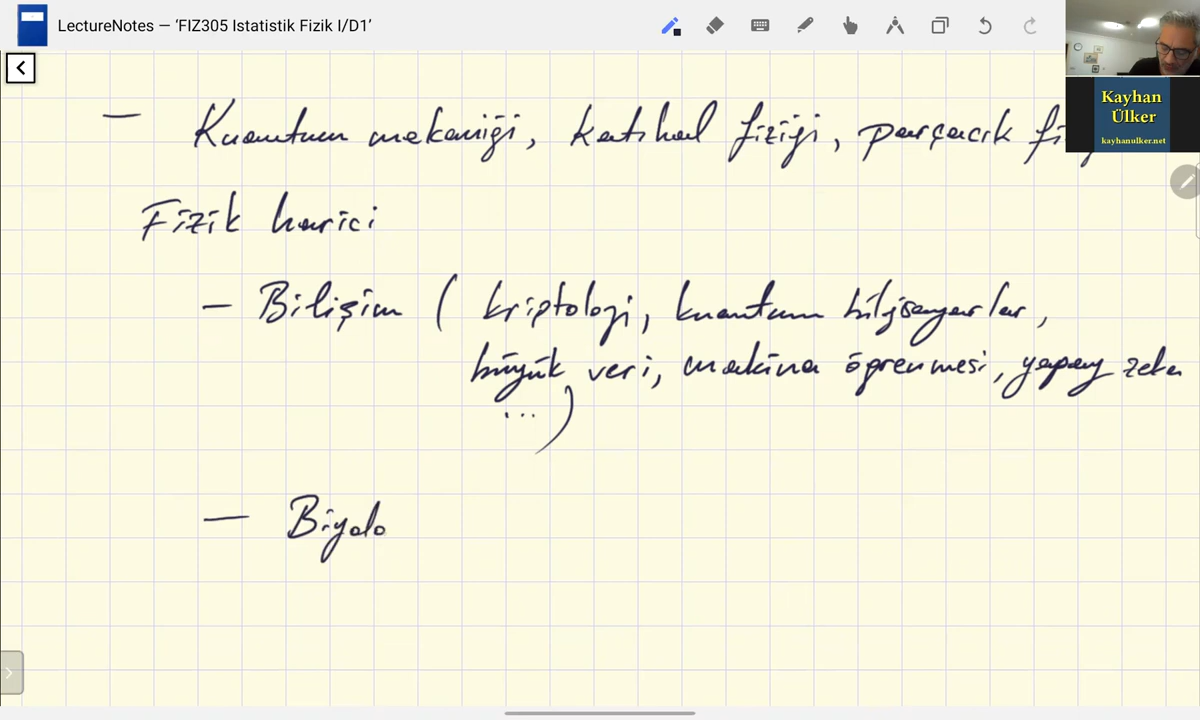 LectureNotes — ‘FIZ305 Istatistik Fizik I/D1’
Kayhan
Ülker
kayhanulker.net
— Kuantum mekaniği, katıhal fiziği, parçacık fi
Fizik harici
— Bilişim ( kriptoloji, kuantum bilgisayarlar,
büyük veri, makina öğrenmesi, yapay zeka
... )
— Biyolo